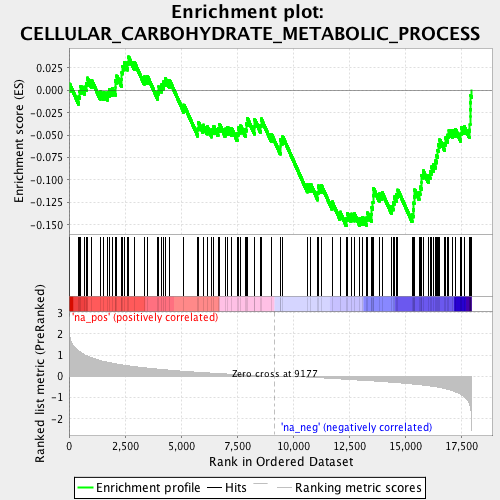 Enrichment plot:
CELLULAR_CARBOHYDRATE_METABOLIC_PROCESS
Enrichment score (ES)
0.025
0.000
-0.025
-0.050
-0.075
-0.100
-0.125
-0.150
'na_pos' (positively correlated)
Ranked list metric (PreRanked)
3
2
1
0
-1
-2
Zero cross at 9177
'na_neg' (negatively correlated)
0
2,500
5,000
7,500
10,000
12,500
15,000
17,500
Rank in Ordered Dataset
Enrichment profile
Hits
Ranking metric scores